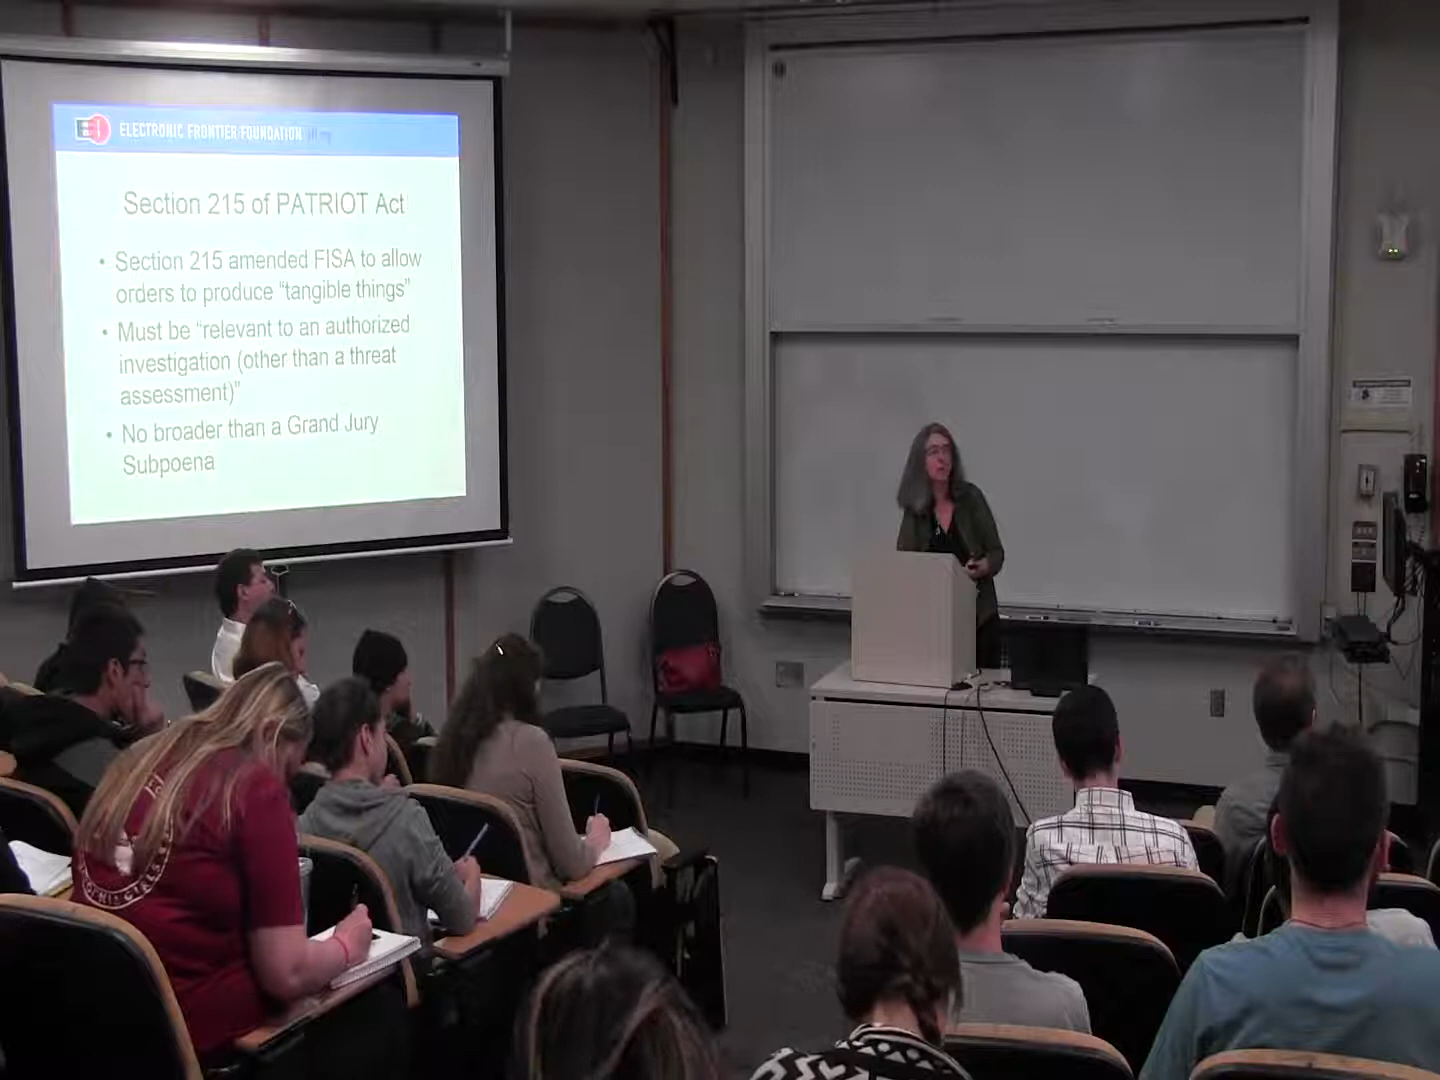 ELECTRONIC FRONTIER FOUNDATION
Section 215 of PATRIOT Act
• Section 215 amended FISA to allow
orders to produce “tangible things”
• Must be “relevant to an authorized
investigation (other than a threat
assessment)”
• No broader than a Grand Jury
Subpoena